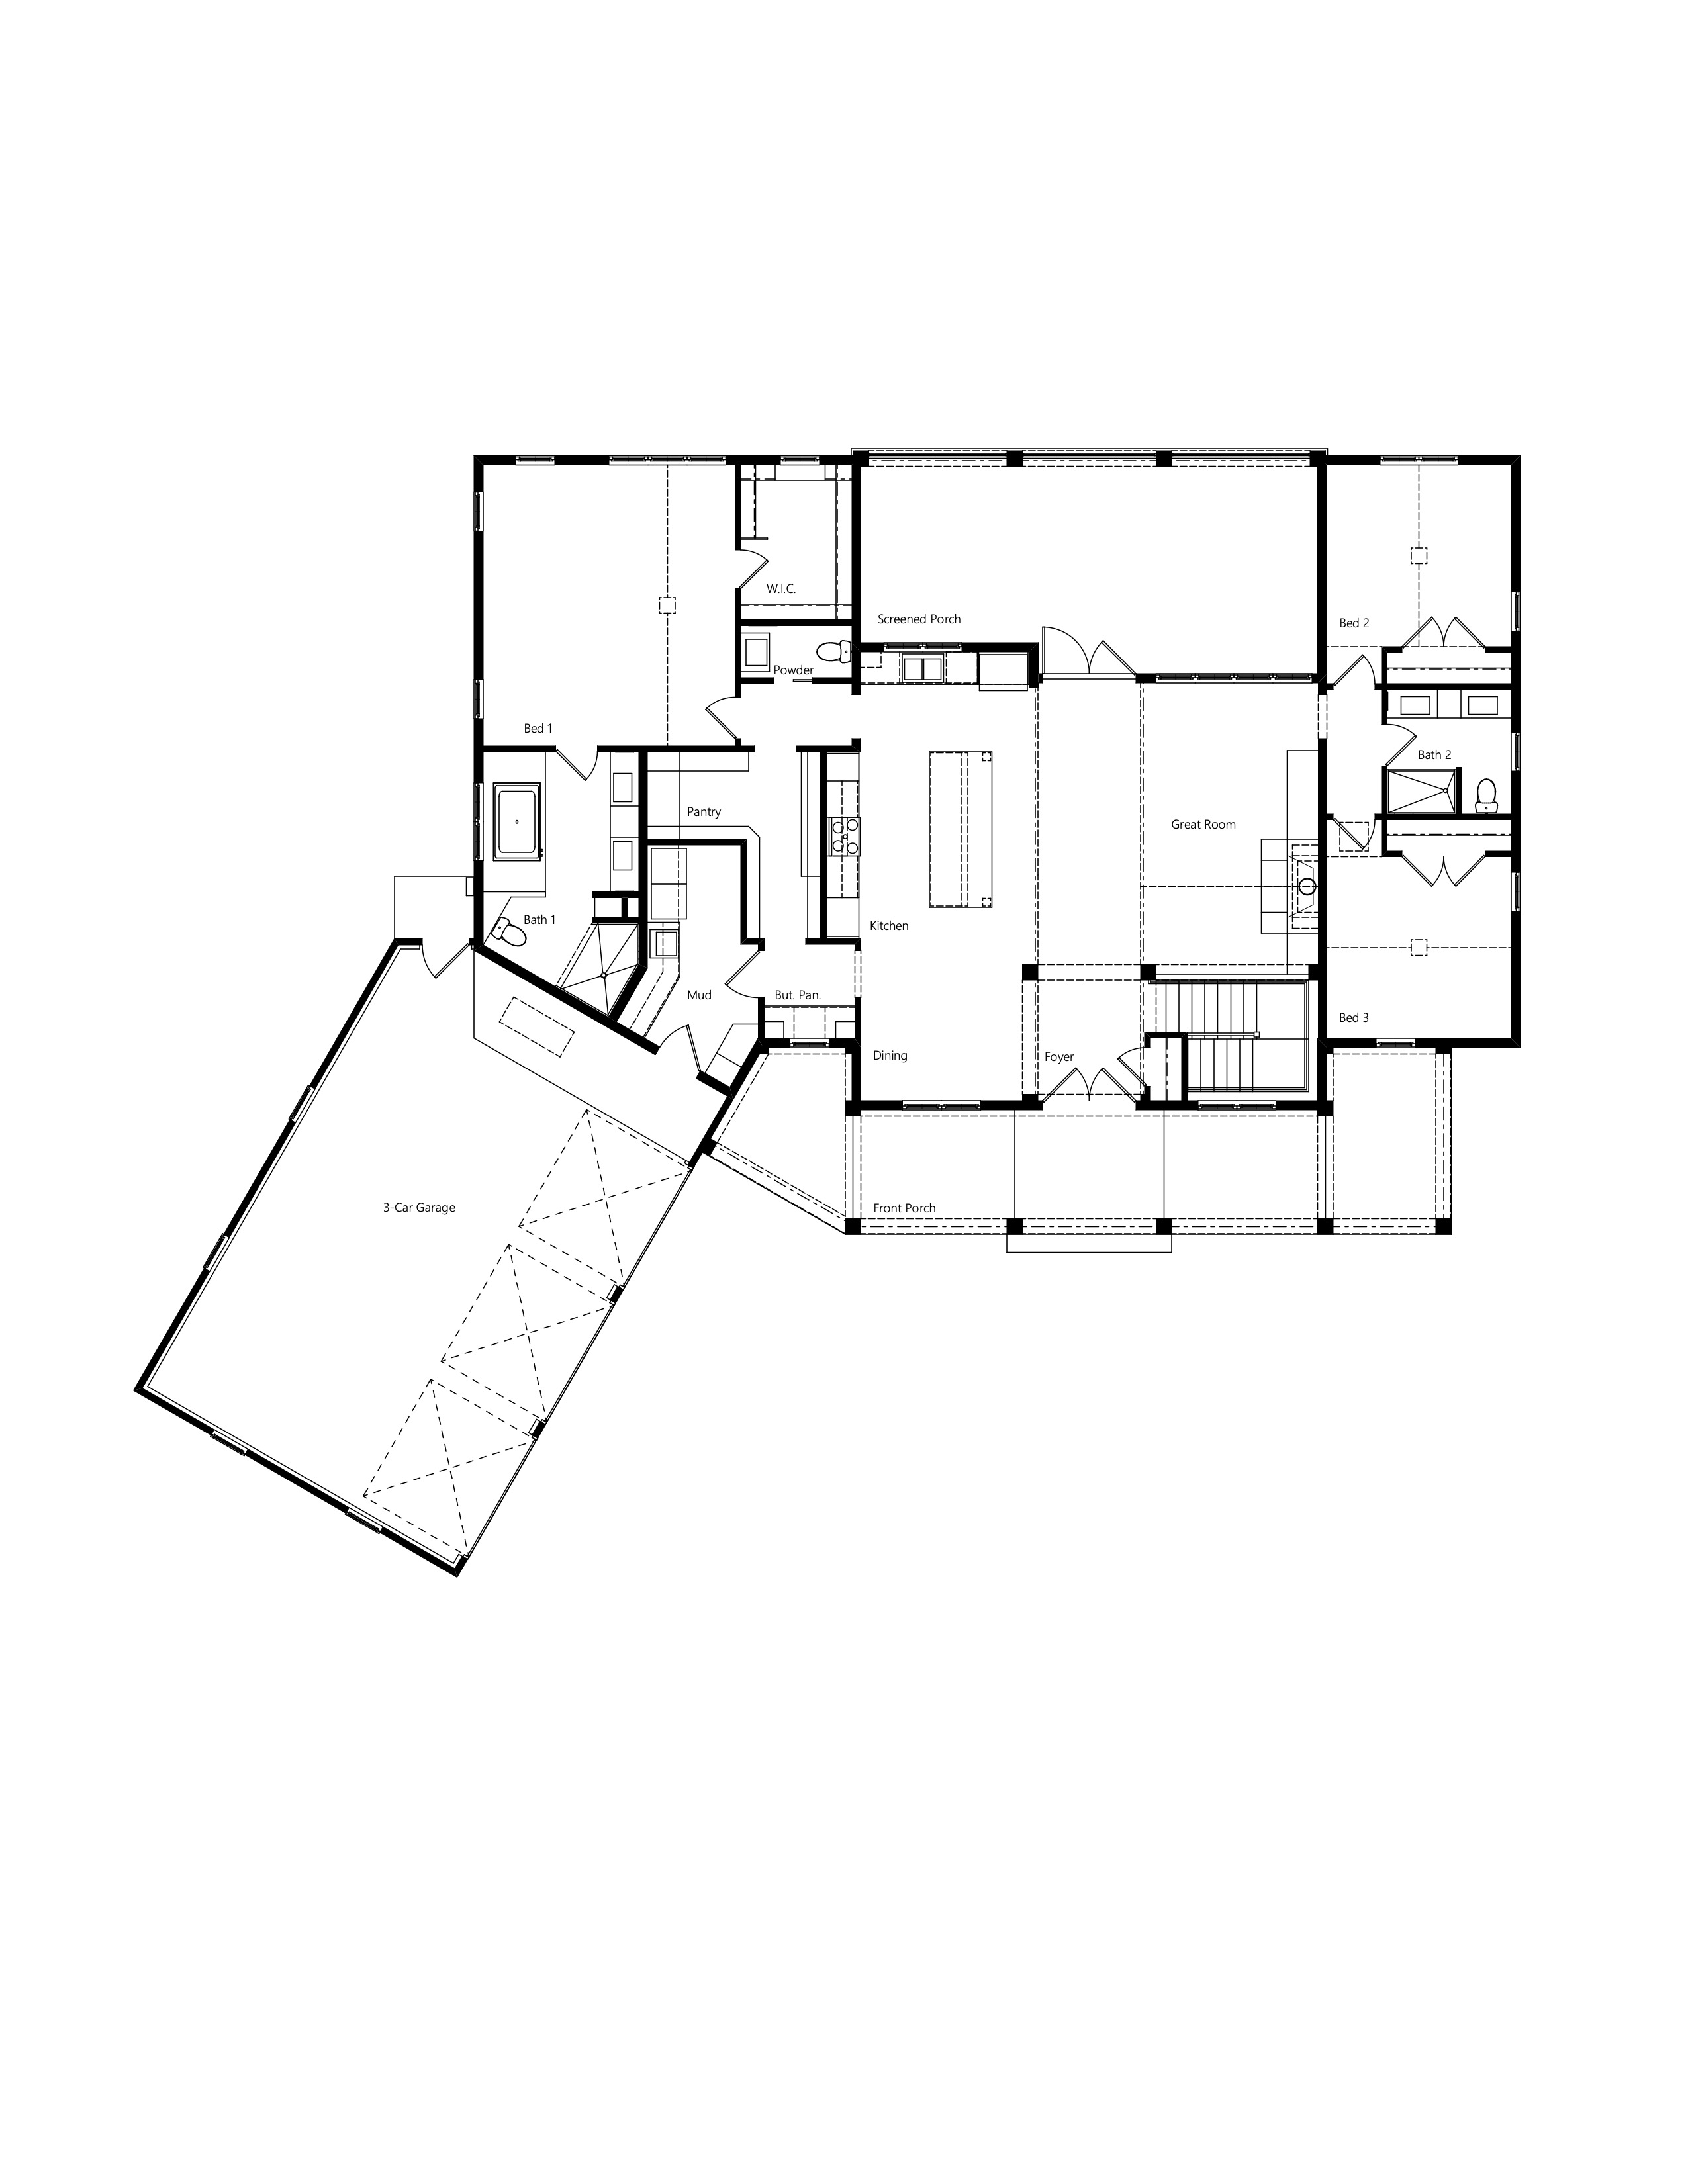 W.I.C.
Screened Porch
Bed 2
Powder
Bed 1
Bath 2
Pantry
Great Room
Bath 1
Kitchen
Mud
But. Pan.
Bed 3
Dining
Foyer
3-Car Garage
Front Porch